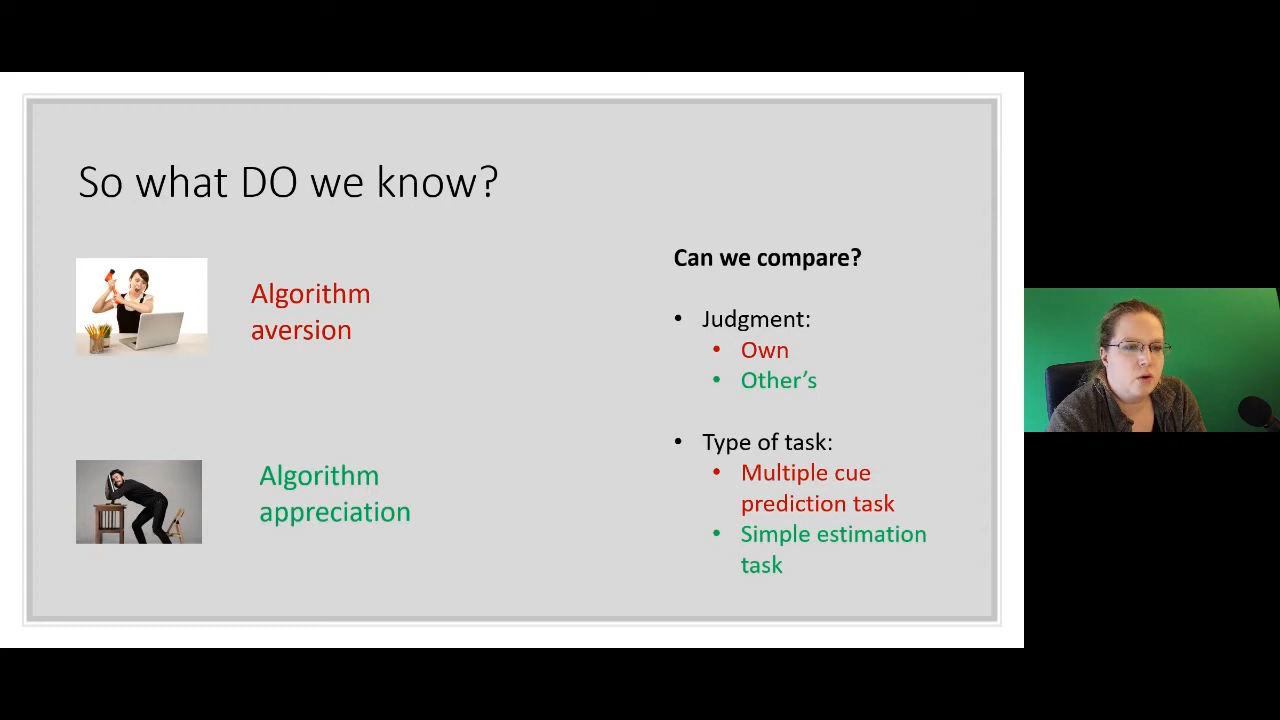 So what DO we know?
Algorithm
aversion
Algorithm
appreciation
Can we compare?
• Judgment:
• Own
• Other’s
• Type of task:
• Multiple cue
prediction task
• Simple estimation
task